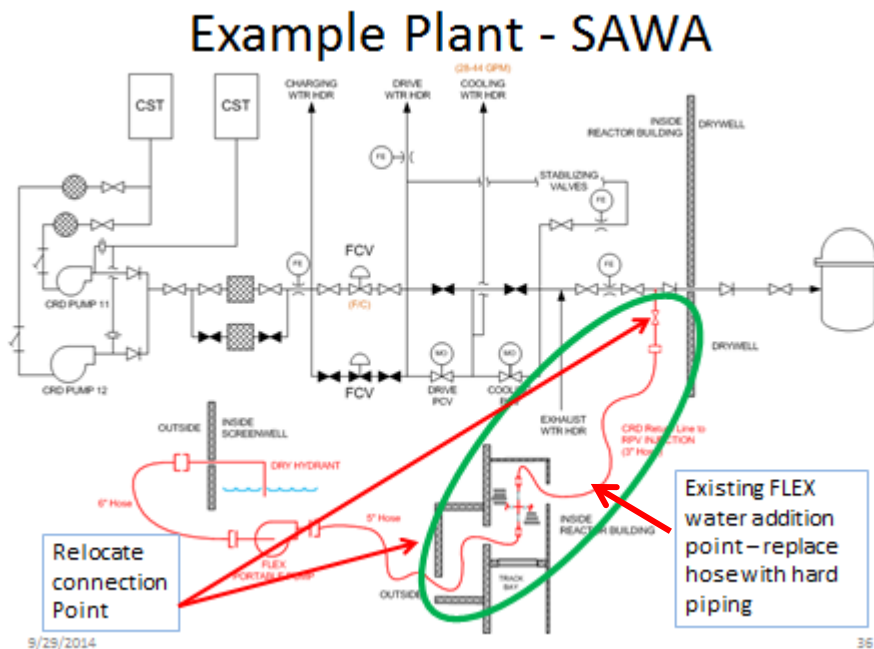 Example Plant - SAWA
CST
CST
CHARGING
WTR HDR
DRIVE
WTR HDR
(28-44 GPM)
COOLING
WTR HDR
INSIDE
REACTOR BUILDING
DRYWELL
FE
STABILIZING
VALVES
FE
FE
FCV
FE
(F/C)
CRD PUMP 11
CRD PUMP 12
FCV
MO
DRIVE
PCV
MO
DRYWELL
EXHAUST
WTR HDR
CRD Return Line to
RPV INJECTION
(3" Hose)
OUTSIDE
INSIDE
SCREENWELL
DRY HYDRANT
6" Hose
5" Hose
FLEX
PORTABLE PUMP
INSIDE
REACTOR BUILDING
TRACK
BAY
OUTSIDE
Relocate
connection
Point
Existing FLEX
water addition
point – replace
hose with hard
piping
9/29/2014
36